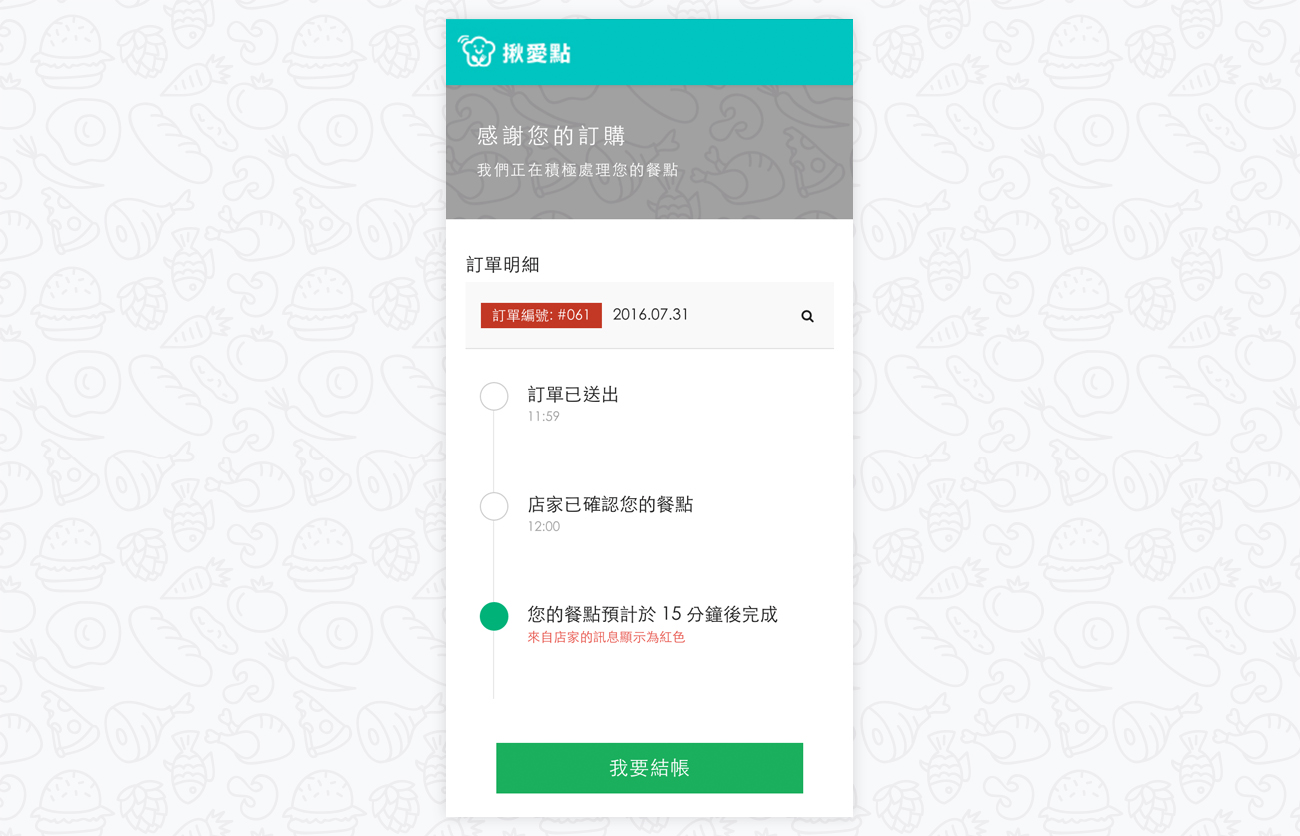 揪愛點
感謝您的訂購
我們正在積極處理您的餐點
訂單明細
訂單編號: #061 2016.07.31
訂單已送出
11:59
店家已確認您的餐點
12:00
您的餐點預計於 15 分鐘後完成
來自店家的訊息顯示為紅色
我要結帳